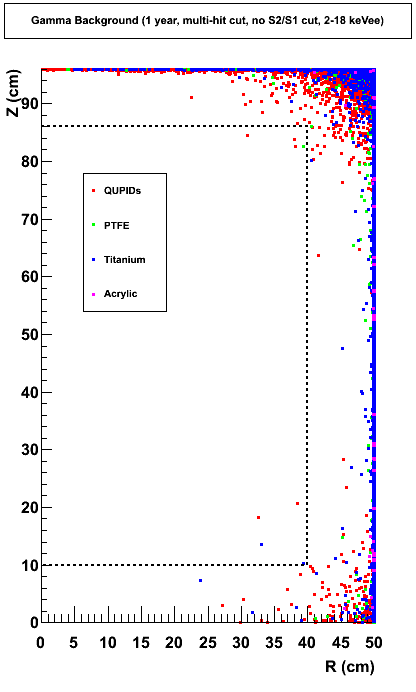 Gamma Background (1 year, multi-hit cut, no S2/S1 cut, 2-18 keVee)
Z (cm)
90
80
70
60
50
40
30
20
10
0
QUPIDs
PTFE
Titanium
Acrylic
0 5 10 15 20 25 30 35 40 45 50
R (cm)